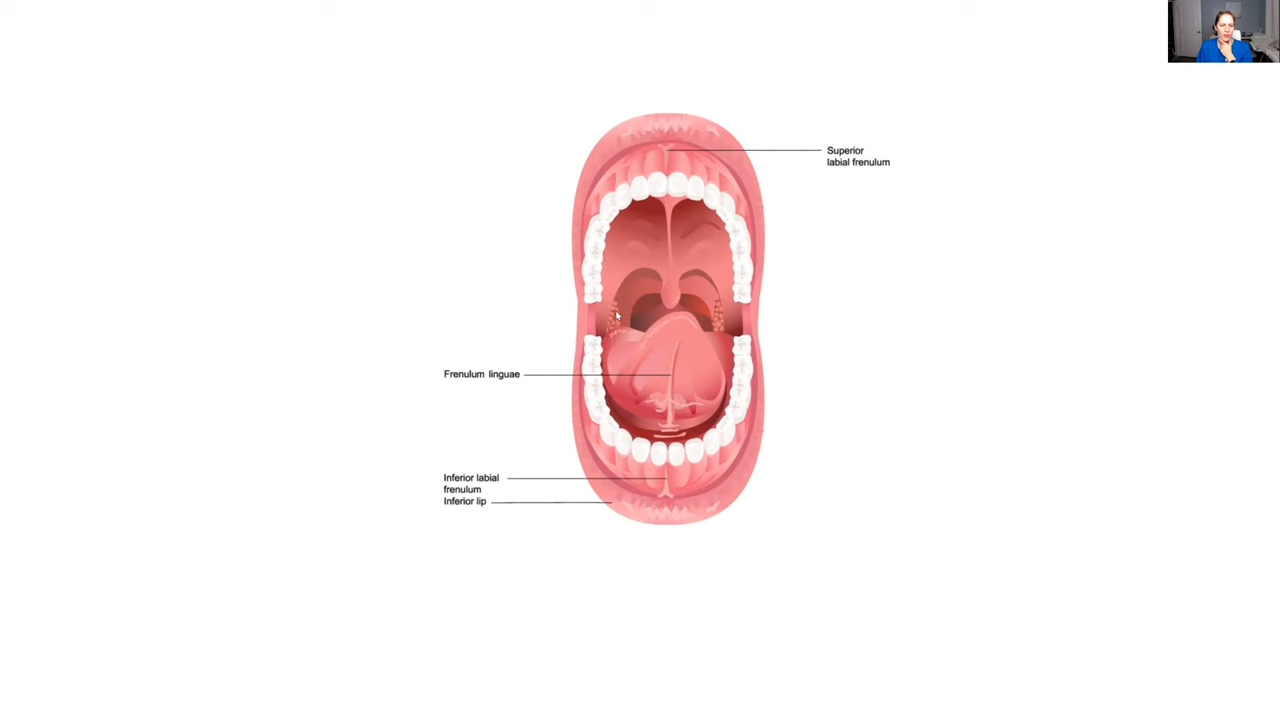 Superior
labial frenulum
Frenulum linguae
Inferior labial
frenulum
Inferior lip